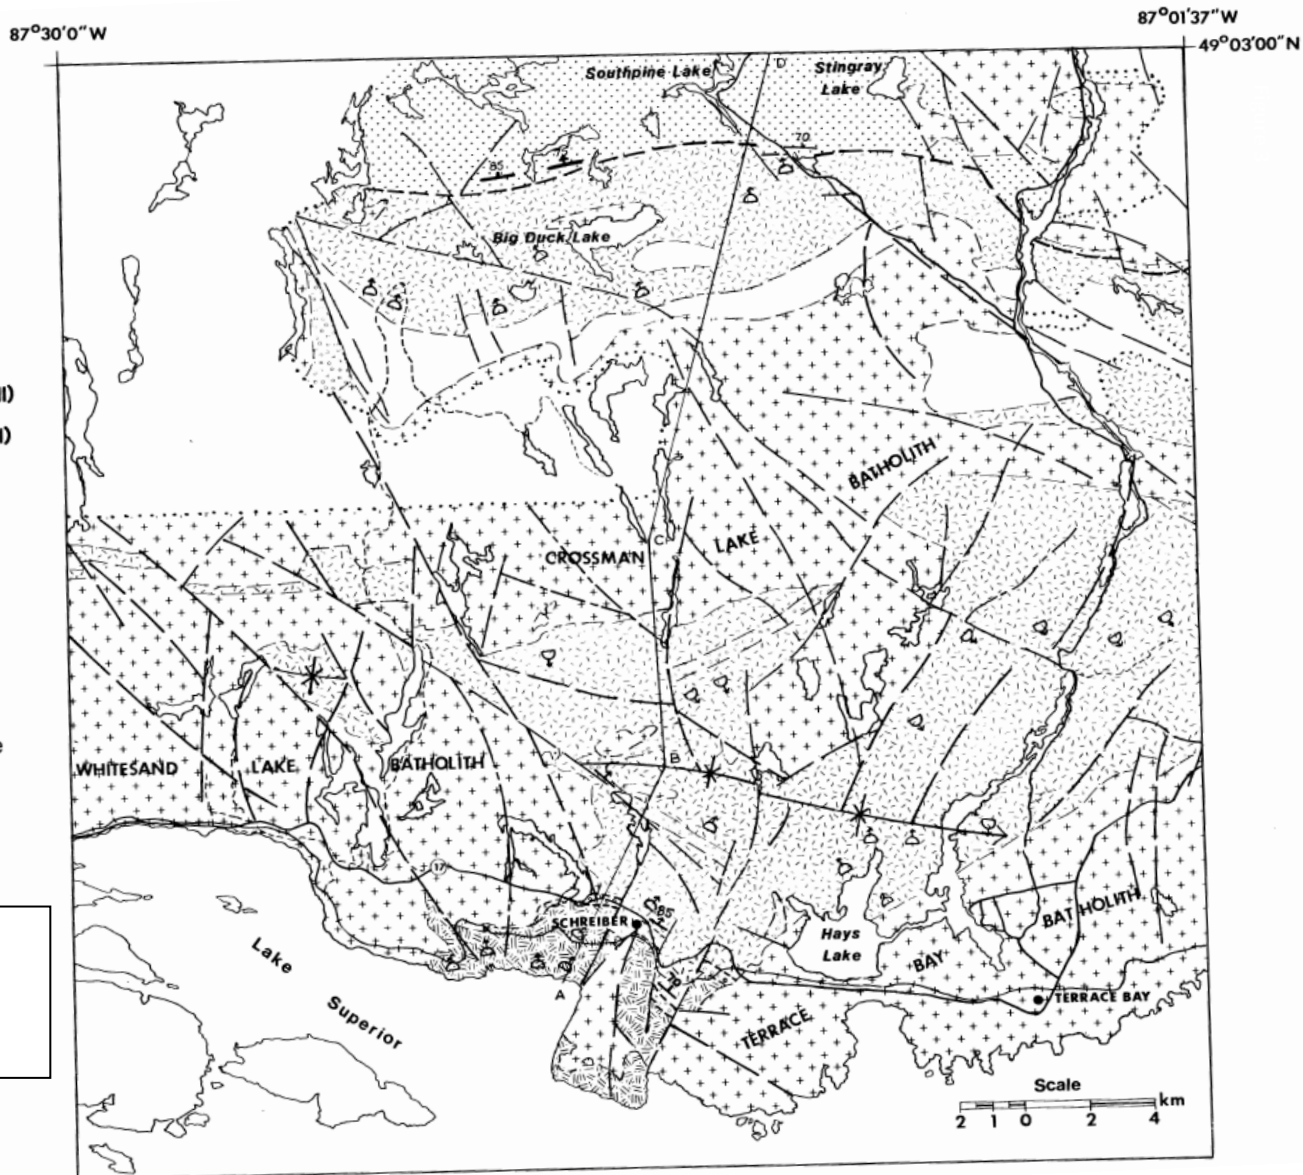 87°30'0"W
87°01'37"W
49°03'00"N
Southpine Lake
D
Stingray
Lake
70
85
75
Big Duck Lake
l)
l)
BATHOLITH
C
CROSSMAN
LAKE
e
WHITESAND
LAKE
BATHOLITH
B
17
SCHREIBER
85
Hays
Lake
BATHOLITH
BAY
Lake
Superior
A
TERRACE BAY
TERRACE
Scale
km
2 1 0 2 4